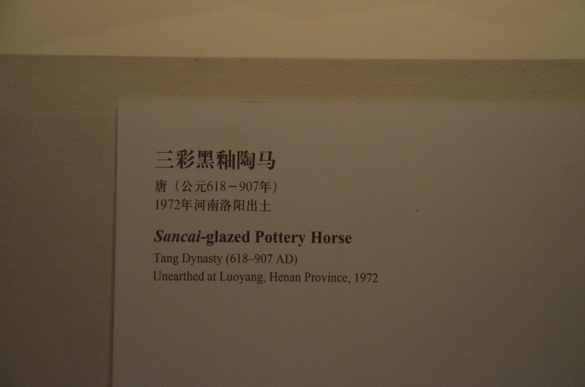 三彩黑釉陶马
唐（公元618－907年）
1972年河南洛阳出土
Sancai-glazed Pottery Horse
Tang Dynasty (618–907 AD)
Unearthed at Luoyang, Henan Province, 1972